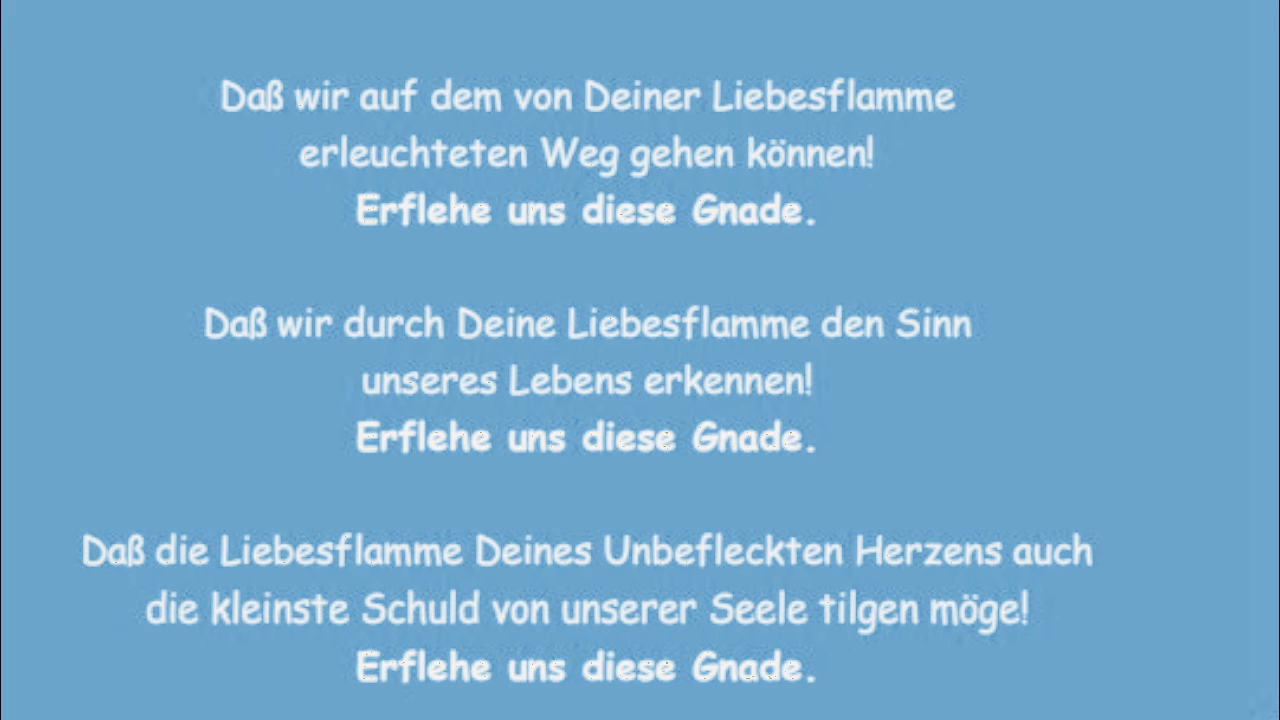 Daß wir auf dem von Deiner Liebesflamme
erleuchteten Weg gehen können!
Erflehe uns diese Gnade.
Daß wir durch Deine Liebesflamme den Sinn
unseres Lebens erkennen!
Erflehe uns diese Gnade.
Daß die Liebesflamme Deines Unbefleckten Herzens auch
die kleinste Schuld von unserer Seele tilgen möge!
Erflehe uns diese Gnade.